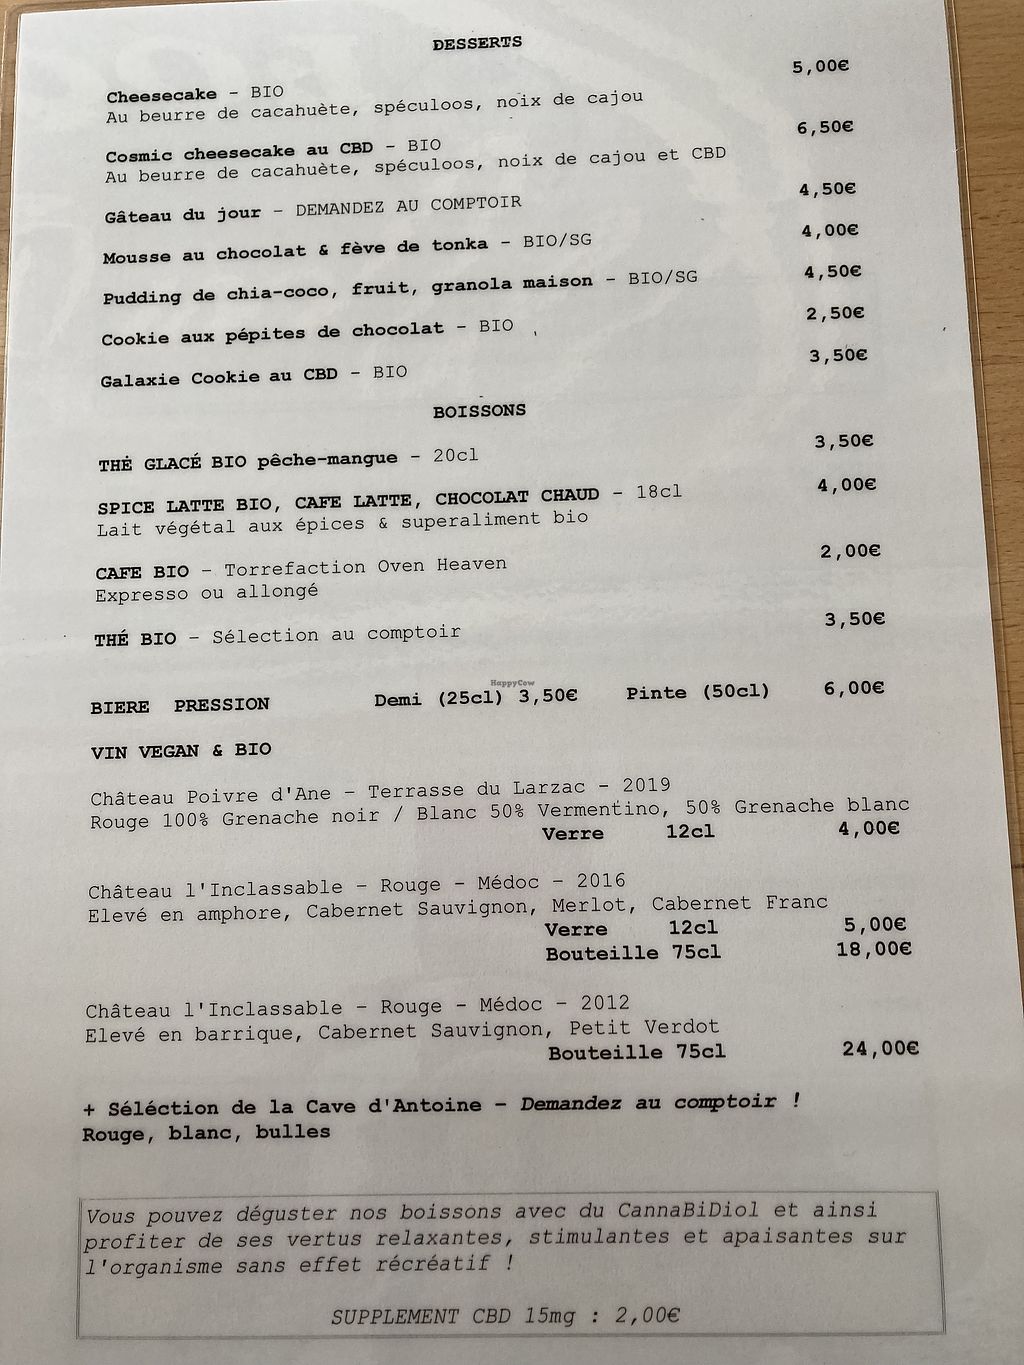 DESSERTS
Cheesecake - BIO 5,00€
Au beurre de cacahuète, spéculoos, noix de cajou
Cosmic cheesecake au CBD - BIO 6,50€
Au beurre de cacahuète, spéculoos, noix de cajou et CBD
Gâteau du jour - DEMANDEZ AU COMPTOIR 4,50€
Mousse au chocolat & fève de tonka - BIO/SG 4,00€
Pudding de chia-coco, fruit, granola maison - BIO/SG 4,50€
Cookie aux pépites de chocolat - BIO 2,50€
Galaxie Cookie au CBD - BIO 3,50€
BOISSONS
THÉ GLACÉ BIO pêche-mangue - 20cl 3,50€
SPICE LATTE BIO, CAFE LATTE, CHOCOLAT CHAUD - 18cl 4,00€
Lait végétal aux épices & superaliment bio
CAFE BIO - Torrefaction Oven Heaven 2,00€
Expresso ou allongé
THÉ BIO - Sélection au comptoir 3,50€
HappyCow
BIERE PRESSION Demi (25cl) 3,50€ Pinte (50cl) 6,00€
VIN VEGAN & BIO
Château Poivre d'Ane - Terrasse du Larzac - 2019
Rouge 100% Grenache noir / Blanc 50% Vermentino, 50% Grenache blanc
Verre 12cl 4,00€
Château l'Inclassable - Rouge - Médoc - 2016
Elevé en amphore, Cabernet Sauvignon, Merlot, Cabernet Franc
Verre 12cl 5,00€
Bouteille 75cl 18,00€
Château l'Inclassable - Rouge - Médoc - 2012
Elevé en barrique, Cabernet Sauvignon, Petit Verdot
Bouteille 75cl 24,00€
+ Séléction de la Cave d'Antoine - Demandez au comptoir !
Rouge, blanc, bulles
Vous pouvez déguster nos boissons avec du CannaBiDiol et ainsi
profiter de ses vertus relaxantes, stimulantes et apaisantes sur
l'organisme sans effet récréatif !
SUPPLEMENT CBD 15mg : 2,00€